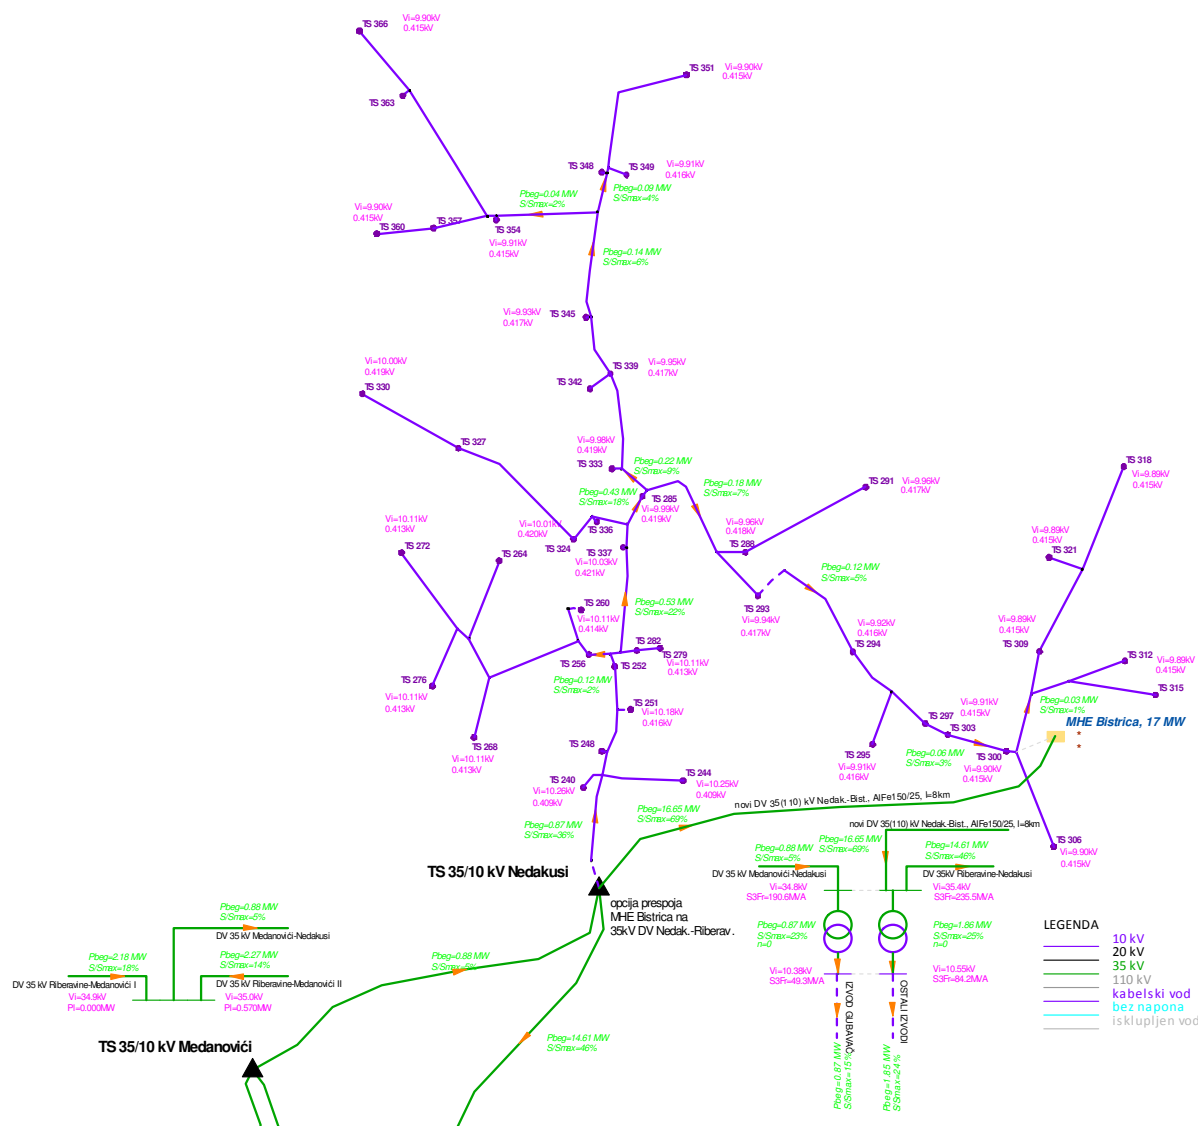 TS 366
Vi=9.90kV
0.415kV
TS 351
Vi=9.90kV
0.415kV
TS 363
TS 348
TS 349
Vi=9.91kV
0.416kV
Pbeg=0.04 MW
S/Smax=2%
Pbeg=0.09 MW
S/Smax=4%
Vi=9.90kV
0.415kV
TS 360
TS 357
TS 354
Vi=9.91kV
0.415kV
Pbeg=0.14 MW
S/Smax=6%
Vi=9.93kV
0.417kV
TS 345
Vi=10.00kV
0.419kV
TS 330
TS 339
Vi=9.95kV
0.417kV
TS 342
TS 327
Vi=9.98kV
0.419kV
TS 333
Pbeg=0.22 MW
S/Smax=9%
Pbeg=0.18 MW
S/Smax=7%
TS 318
Vi=9.89kV
0.415kV
TS 291
Vi=9.96kV
0.417kV
Pbeg=0.43 MW
S/Smax=18%
TS 285
Vi=9.99kV
0.419kV
Vi=10.11kV
0.413kV
TS 272
TS 264
Vi=10.01kV
0.420kV
TS 324
TS 336
TS 337
Vi=10.03kV
0.421kV
Vi=9.96kV
0.418kV
TS 288
Vi=9.89kV
0.415kV
TS 321
Pbeg=0.12 MW
S/Smax=5%
TS 260
Vi=10.11kV
0.414kV
Pbeg=0.53 MW
S/Smax=22%
TS 293
Vi=9.94kV
0.417kV
Vi=9.92kV
0.416kV
TS 294
Vi=9.89kV
0.415kV
TS 309
TS 256
TS 282
TS 279
Vi=10.11kV
0.413kV
TS 252
TS 312
Vi=9.89kV
0.415kV
TS 315
TS 276
Vi=10.11kV
0.413kV
Pbeg=0.12 MW
S/Smax=2%
TS 251
Vi=10.18kV
0.416kV
Pbeg=0.03 MW
S/Smax=1%
MHE Bistrica, 17 MW
*
*
Vi=9.91kV
0.415kV
TS 297
TS 303
TS 300
Vi=9.90kV
0.415kV
Pbeg=0.06 MW
S/Smax=3%
TS 295
Vi=9.91kV
0.416kV
TS 268
Vi=10.11kV
0.413kV
TS 248
TS 240
Vi=10.26kV
0.409kV
TS 244
Vi=10.25kV
0.409kV
novi DV 35(110) kV Nedak.-Bist., AlFe150/25, l=8km
Pbeg=0.87 MW
S/Smax=36%
Pbeg=16.65 MW
S/Smax=69%
TS 306
Vi=9.90kV
0.415kV
novi DV 35(110) kV Nedak.-Bist., AlFe150/25, l=8km
Pbeg=0.88 MW
S/Smax=5%
Pbeg=16.65 MW
S/Smax=69%
Pbeg=14.61 MW
S/Smax=46%
DV 35 kV Medanovići-Nedakusi
DV 35kV Riberavine-Nedakusi
TS 35/10 kV Nedakusi
opcija prespoja
MHE Bistrica na
35kV DV Nedak.-Riberav.
Vi=34.8kV
S3Fr=190.6MVA
Vi=35.4kV
S3Fr=235.5MVA
Pbeg=0.87 MW
S/Smax=23%
n=0
Pbeg=1.86 MW
S/Smax=25%
n=0
Vi=10.38kV
S3F=49.3MVA
Vi=10.55kV
S3F=84.2MVA
IZVOD GUBAVAČ
OSTALI IZVODI
Pbeg=0.87 MW
S/Smax=15%
Pbeg=1.85 MW
S/Smax=24%
LEGENDA
10 kV
20 kV
35 kV
110 kV
kabelski vod
bez napona
isklupljen vod
Pbeg=0.88 MW
S/Smax=5%
DV 35 kV Medanovići-Nedakusi
Pbeg=2.18 MW
S/Smax=18%
Pbeg=2.27 MW
S/Smax=14%
DV 35 kV Riberavine-Medanovići I
DV 35 kV Riberavine-Medanovići II
Vi=34.9kV
Pl=0.000MW
Vi=35.0kV
Pl=0.570MW
Pbeg=0.88 MW
S/Smax=5%
TS 35/10 kV Medanovići
Pbeg=14.61 MW
S/Smax=46%